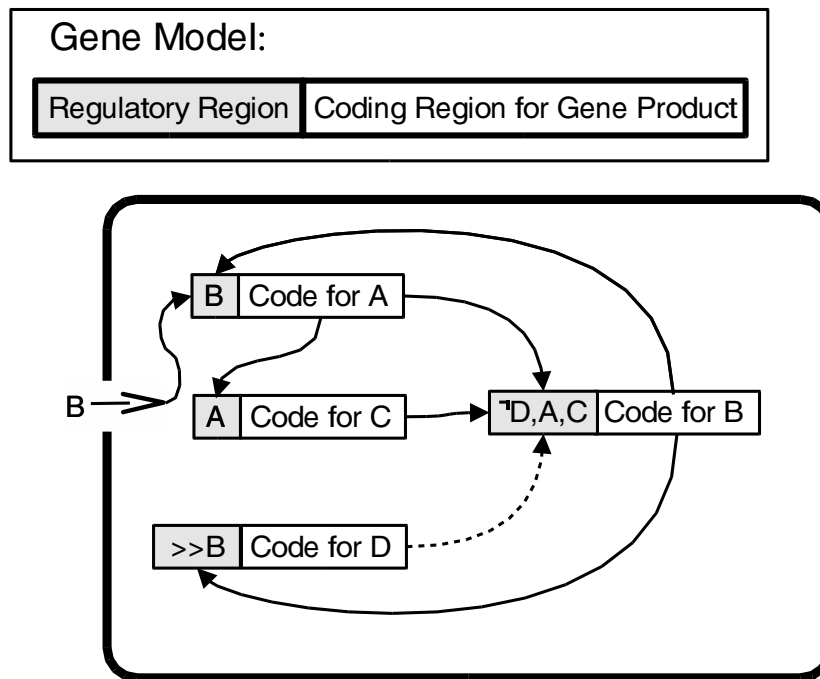 Gene Model:
Regulatory Region Coding Region for Gene Product
B Code for A
B
A Code for C
¬D,A,C Code for B
>>B Code for D